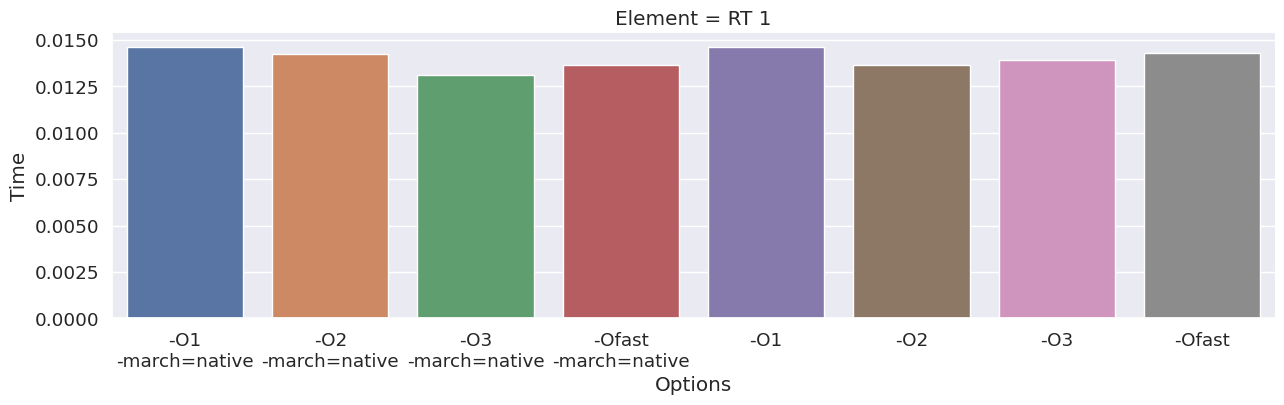 Element = RT 1
0.0150
0.0125
0.0100
0.0075
0.0050
0.0025
0.0000
Time
-O1
-march=native
-O2
-march=native
-O3
-march=native
-Ofast
-march=native
-O1
-O2
-O3
-Ofast
Options